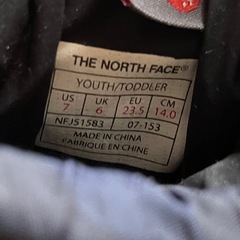 THE NORTH FACE®
YOUTH/TODDLER
US UK EU CM
7 6 23.5 14.0
NFJ51583 07-153
MADE IN CHINA
FABRIQUE EN CHINE